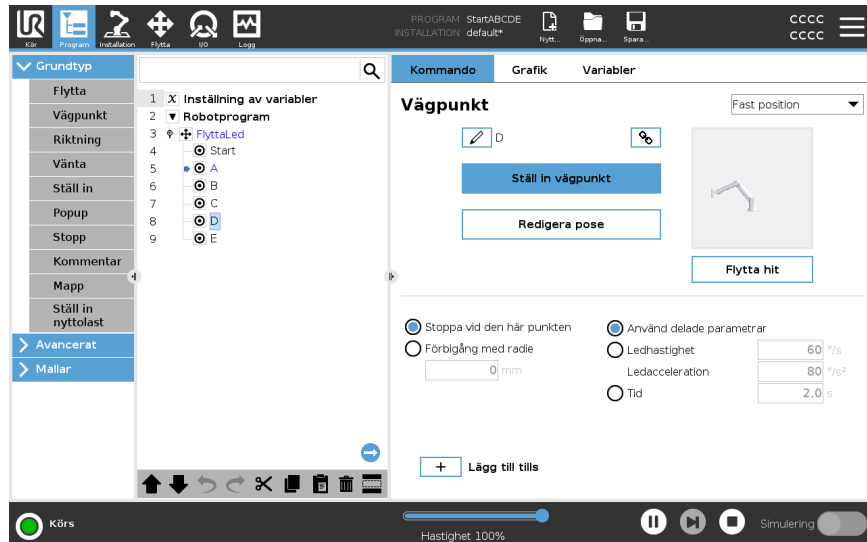 UR
Kör
Program
Installation
Flytta
I/O
Logg
PROGRAM StartABCDE
INSTALLATION default*
Nytt...
Öppna...
Spara...
cccc
cccc
Grundtyp
Flytta
Vägpunkt
Riktning
Vänta
Ställ in
Popup
Stopp
Kommentar
Mapp
Ställ in
nyttolast
Avancerat
Mallar
1 x Inställning av variabler
2 Robotprogram
3 FlyttaLed
4 Start
5 A
6 B
7 C
8 D
9 E
Kommando Grafik Variabler
Vägpunkt
Fast position
D
Ställ in vägpunkt
Redigera pose
Flytta hit
Stoppa vid den här punkten
Förbigång med radie
0 mm
Använd delade parametrar
Ledhastighet 60 °/s
Ledacceleration 80 °/s²
Tid 2,0 s
+ Lägg till tills
Körs
Hastighet 100%
Simulering